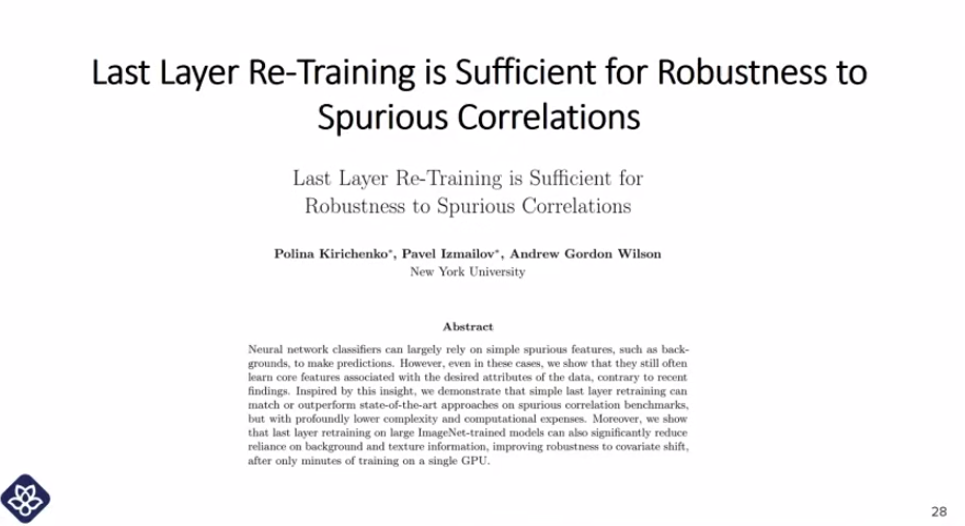 Last Layer Re-Training is Sufficient for Robustness to
Spurious Correlations
Last Layer Re-Training is Sufficient for
Robustness to Spurious Correlations
Polina Kirichenko*, Pavel Izmailov*, Andrew Gordon Wilson
New York University
Abstract
Neural network classifiers can largely rely on simple spurious features, such as back-
grounds, to make predictions. However, even in these cases, we show that they still often
learn core features associated with the desired attributes of the data, contrary to recent
findings. Inspired by this insight, we demonstrate that simple last layer retraining can
match or outperform state-of-the-art approaches on spurious correlation benchmarks,
but with profoundly lower complexity and computational expenses. Moreover, we show
that last layer retraining on large ImageNet-trained models can also significantly reduce
reliance on background and texture information, improving robustness to covariate shift,
after only minutes of training on a single GPU.
28